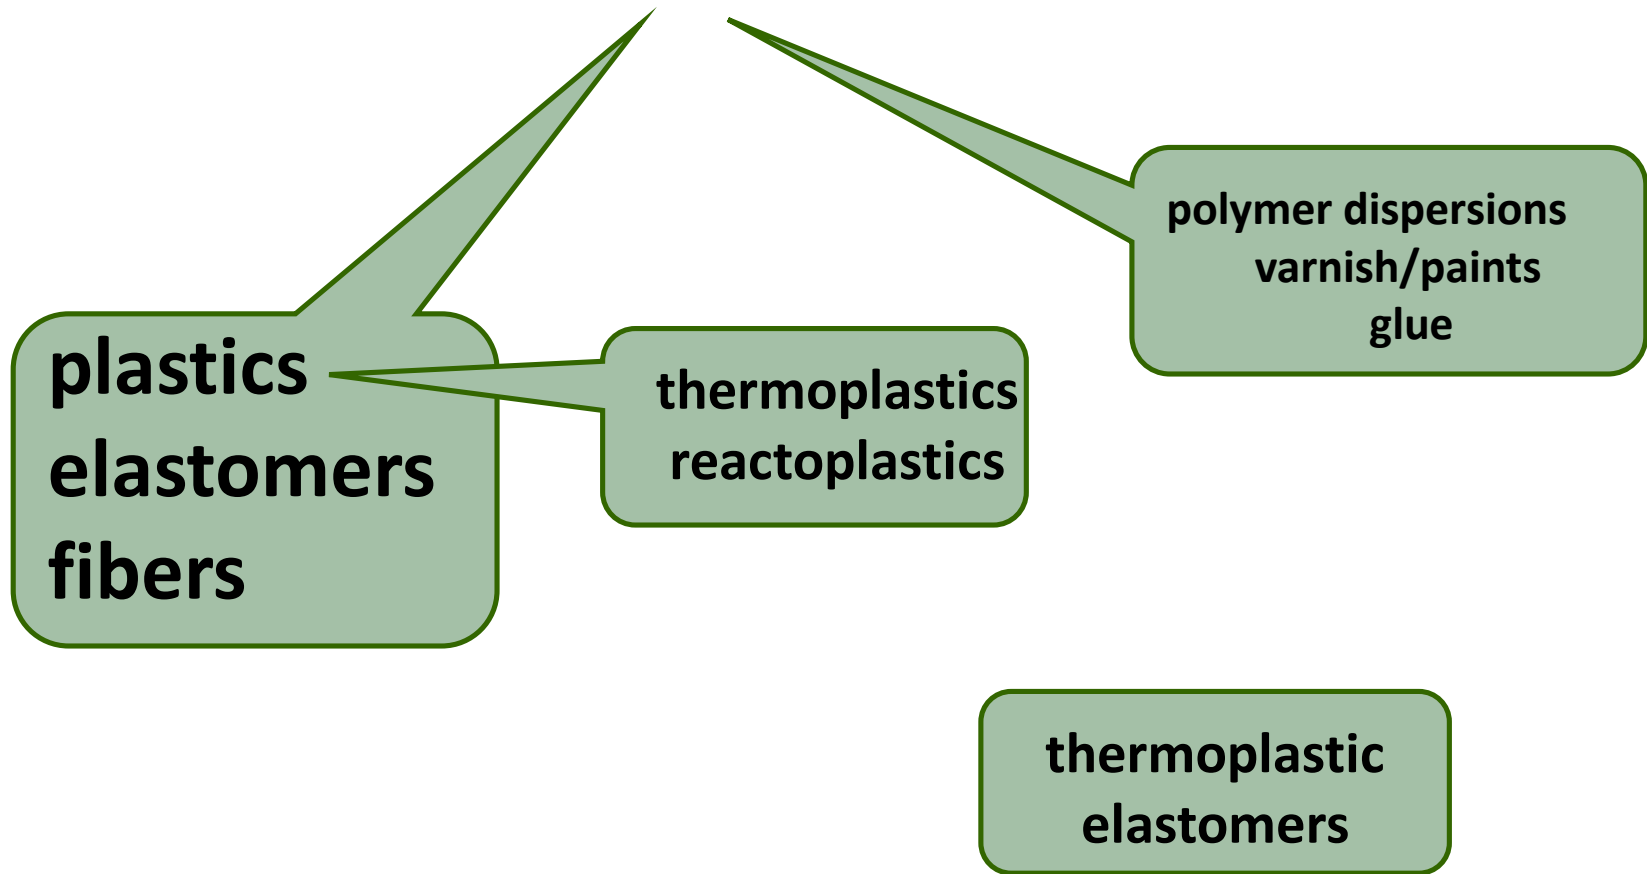 polymer dispersions
varnish/paints
glue
plastics
elastomers
fibers
thermoplastics
reactoplastics
thermoplastic
elastomers